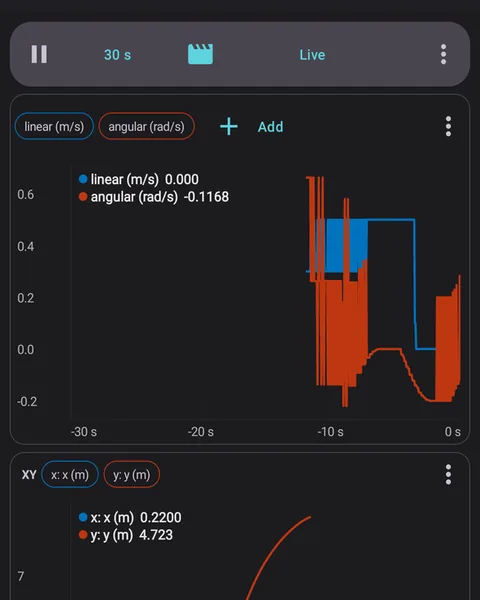 30 s Live
linear (m/s) angular (rad/s) Add
linear (m/s) 0.000
angular (rad/s) -0.1168
0.6
0.4
0.2
0.0
-0.2
-30 s -20 s -10 s 0 s
XY x: x (m) y: y (m)
x: x (m) 0.2200
y: y (m) 4.723
7